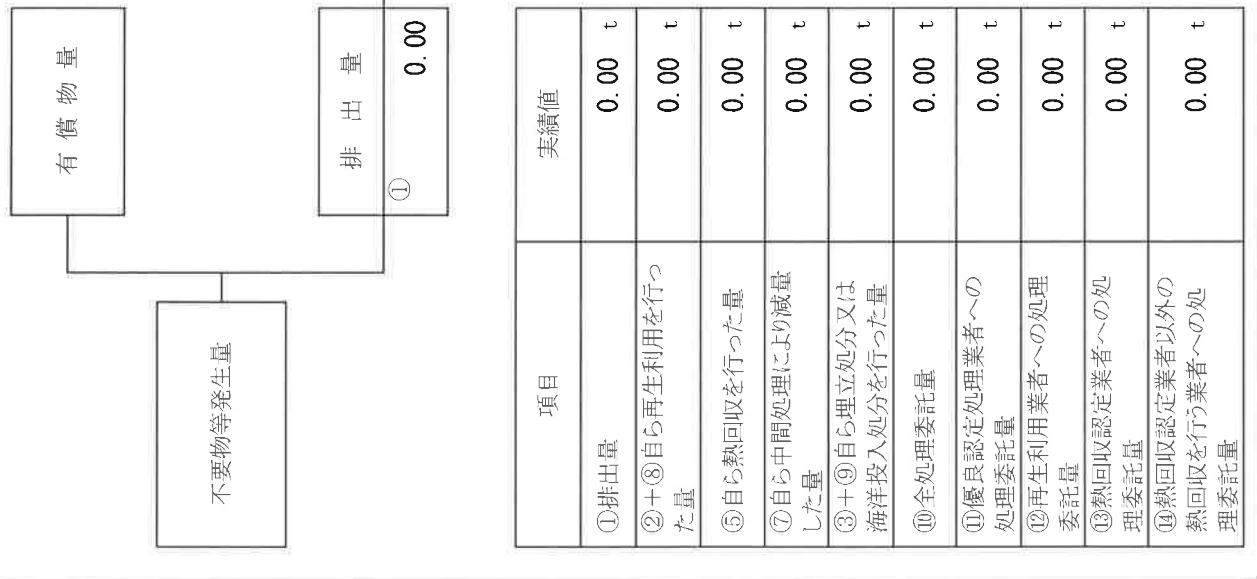 有償物量
不要物等発生量
排出量
① 0.00
項目 実績値
①排出量 0.00 t
②+⑧自ら再生利用を行っ
た量 0.00 t
⑤自ら熱回収を行った量 0.00 t
⑦自ら中間処理により減量
した量 0.00 t
③+⑨自ら埋立処分又は
海洋投入処分を行った量 0.00 t
⑩全処理委託量 0.00 t
⑪優良認定処理業者への
処理委託量 0.00 t
⑫再生利用業者への処理
委託量 0.00 t
⑬熱回収認定業者への処
理委託量 0.00 t
⑭熱回収認定業者以外の
熱回収を行う業者への処
理委託量 0.00 t